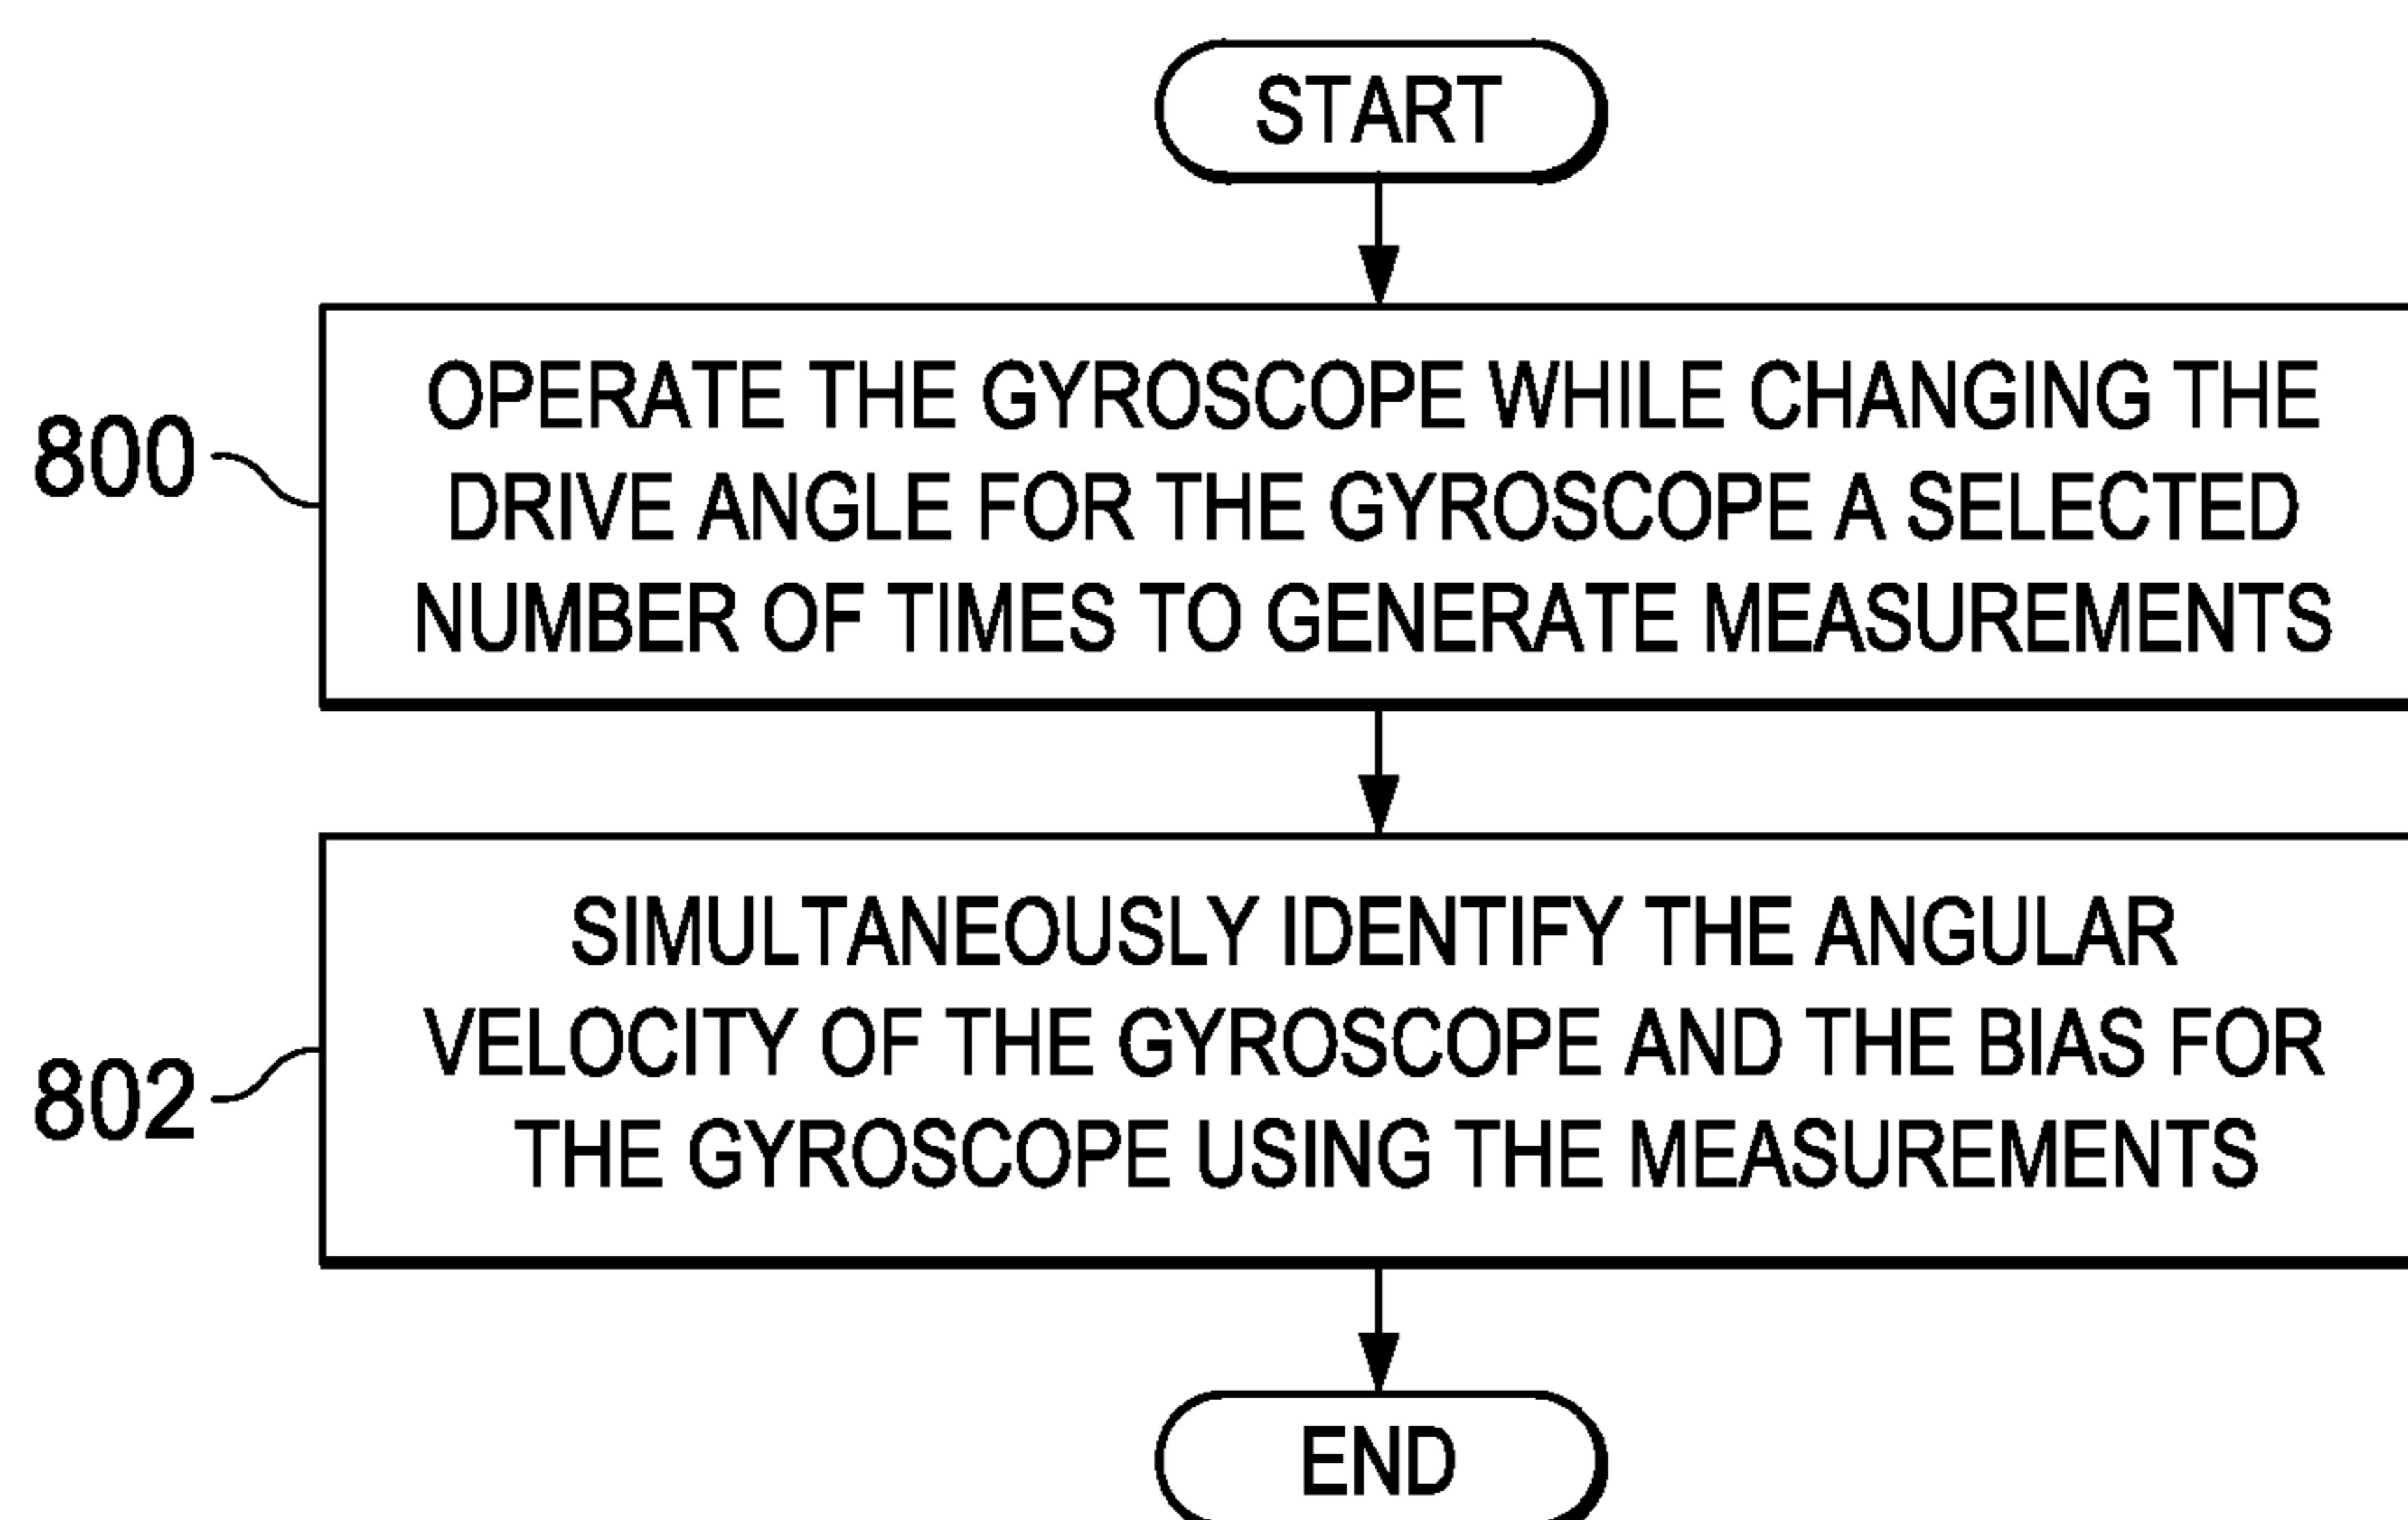 START
800
OPERATE THE GYROSCOPE WHILE CHANGING THE
DRIVE ANGLE FOR THE GYROSCOPE A SELECTED
NUMBER OF TIMES TO GENERATE MEASUREMENTS
802
SIMULTANEOUSLY IDENTIFY THE ANGULAR
VELOCITY OF THE GYROSCOPE AND THE BIAS FOR
THE GYROSCOPE USING THE MEASUREMENTS
END